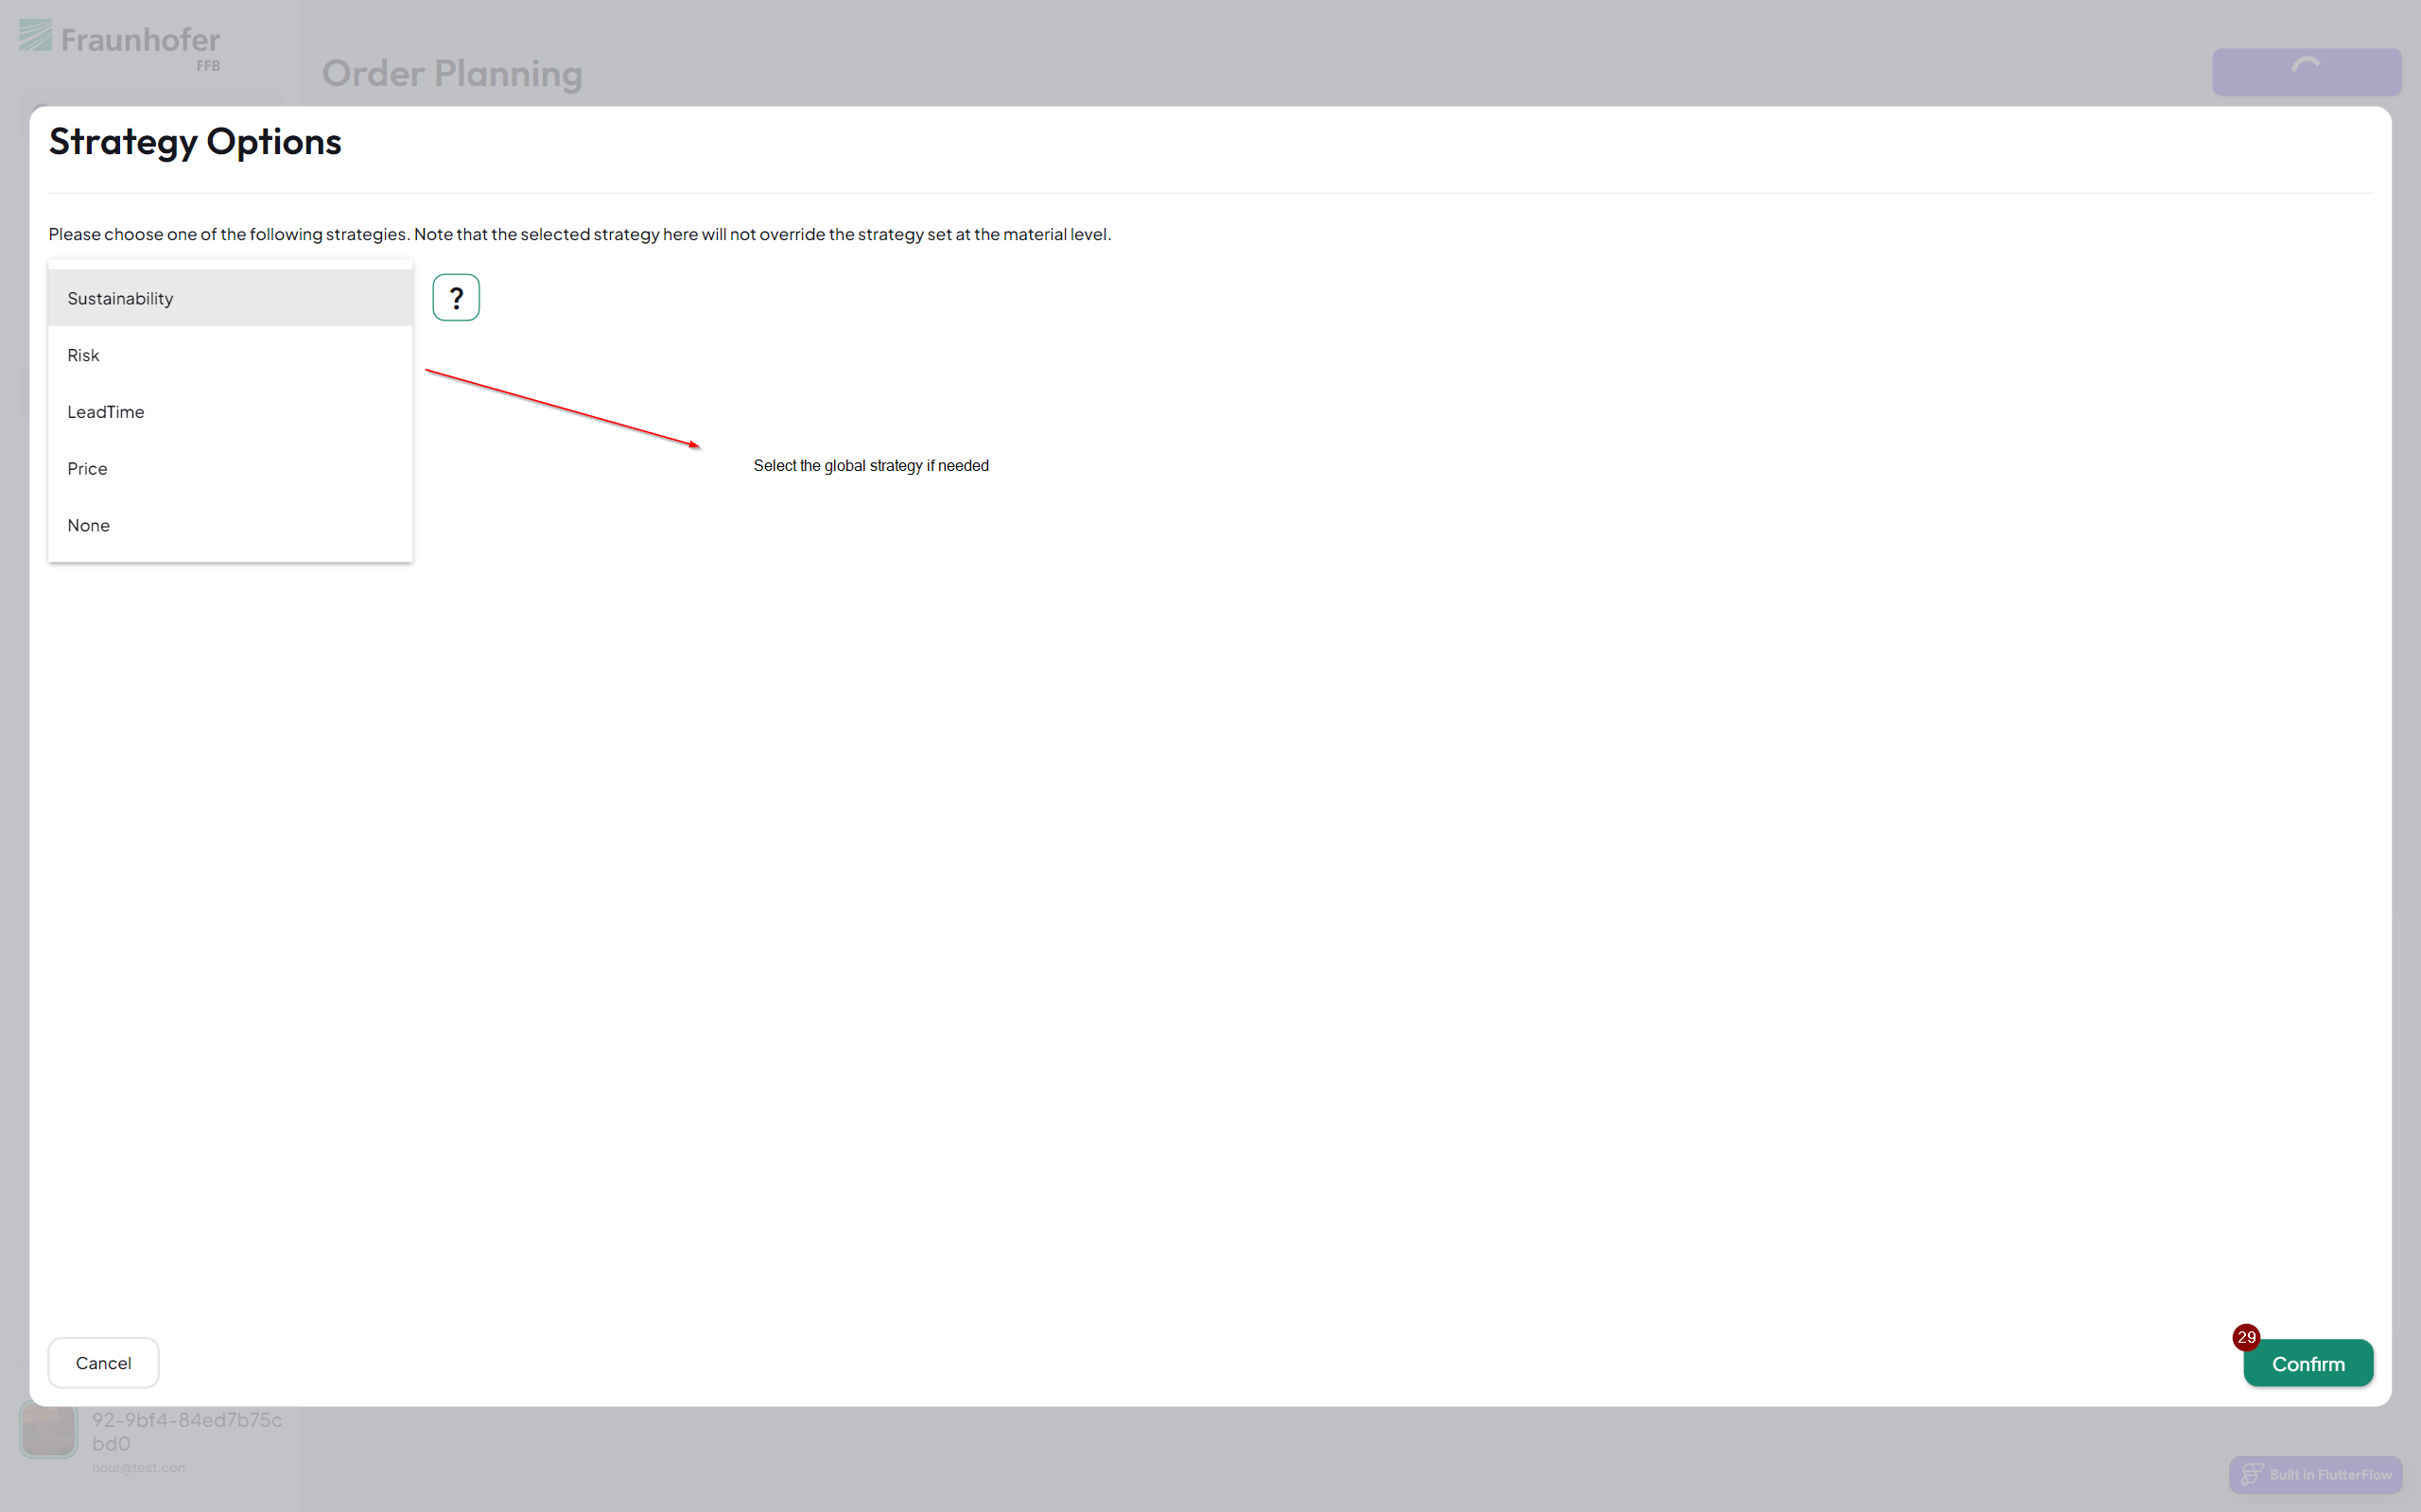 Fraunhofer
FFB
Order Planning
Strategy Options
Please choose one of the following strategies. Note that the selected strategy here will not override the strategy set at the material level.
Sustainability
?
Risk
LeadTime
Select the global strategy if needed
Price
None
29
Cancel
Confirm
92-9bf4-84ed7b75c
bd0
nour@test.con
Built in FlutterFlow